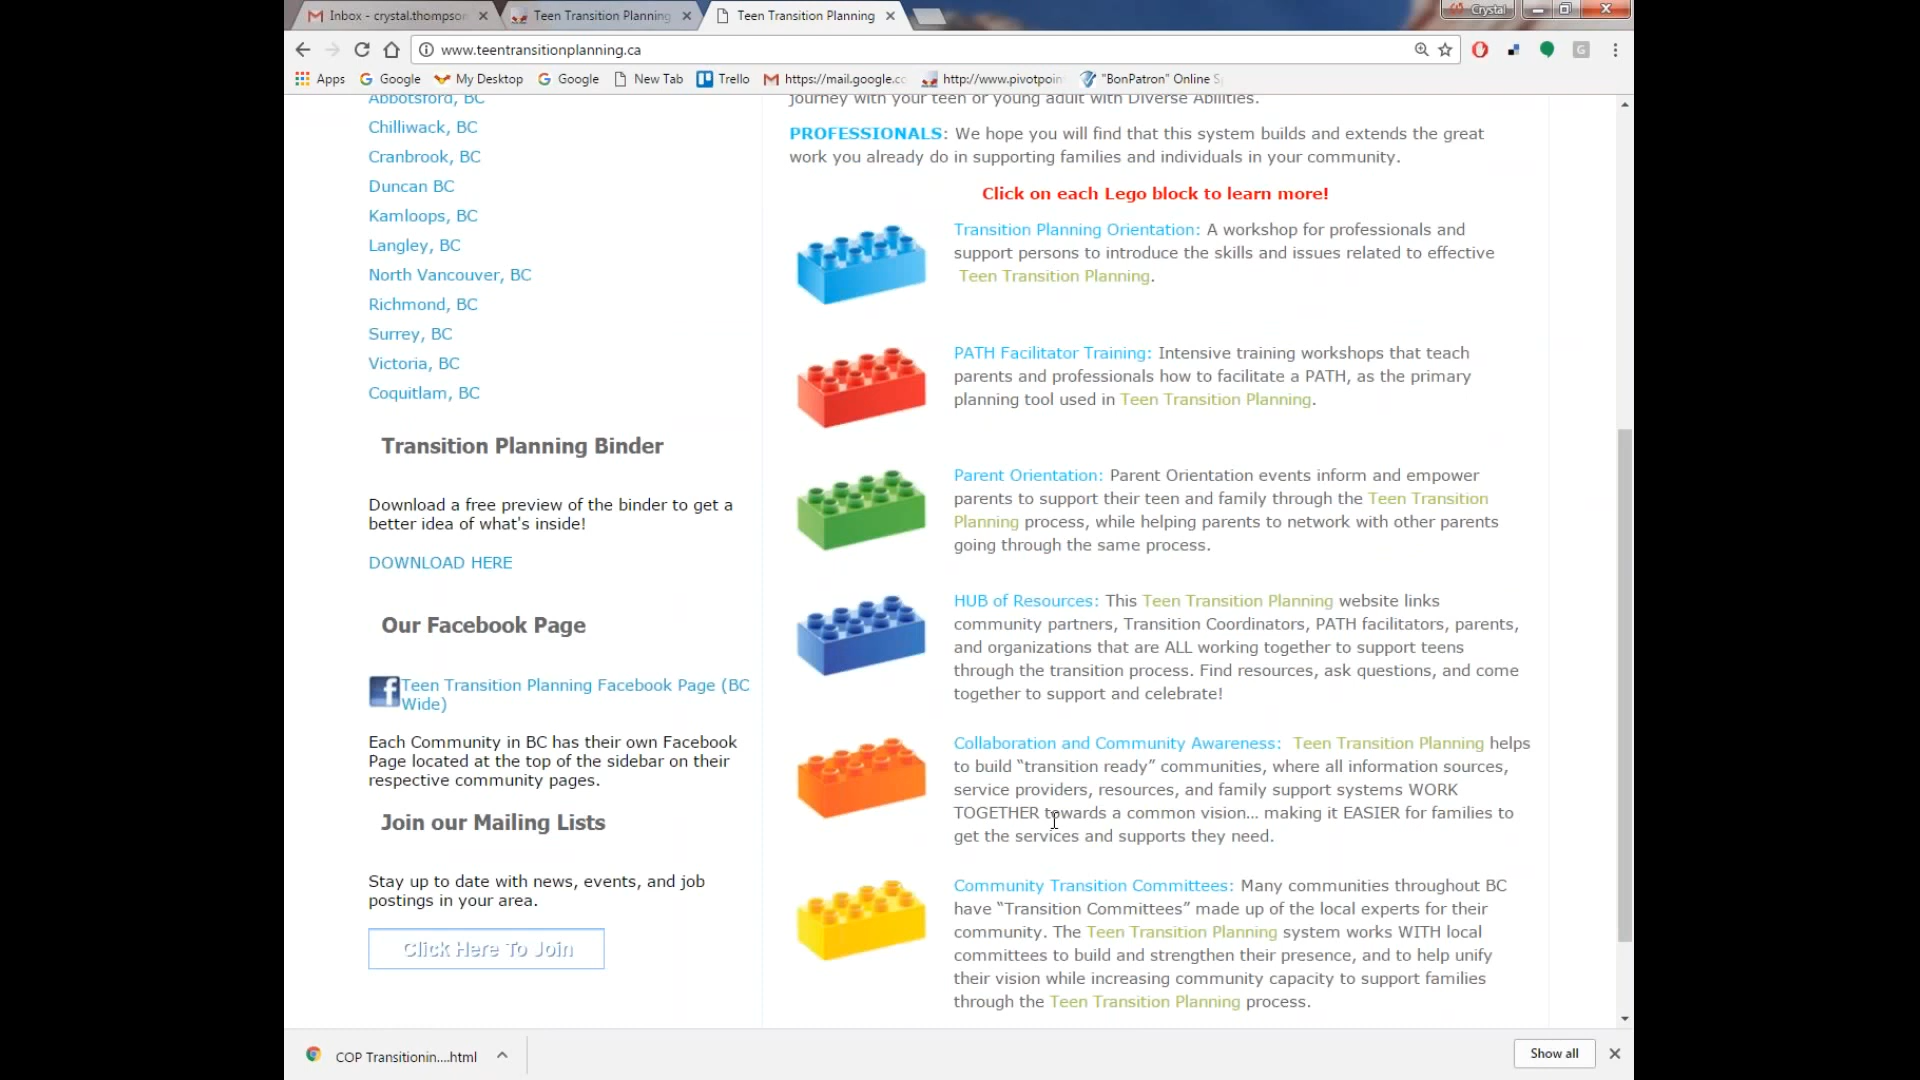 Inbox - crystal.thompson
Teen Transition Planning
Teen Transition Planning
Crystal
www.teentransitionplanning.ca
Apps
Google
My Desktop
Google
New Tab
Trello
https://mail.google.co
http://www.pivotpoin
"BonPatron" Online S
Abbotsford, BC
Chilliwack, BC
Cranbrook, BC
Duncan BC
Kamloops, BC
Langley, BC
North Vancouver, BC
Richmond, BC
Surrey, BC
Victoria, BC
Coquitlam, BC
Transition Planning Binder
Download a free preview of the binder to get a
better idea of what's inside!
DOWNLOAD HERE
Our Facebook Page
Teen Transition Planning Facebook Page (BC
Wide)
Each Community in BC has their own Facebook
Page located at the top of the sidebar on their
respective community pages.
Join our Mailing Lists
Stay up to date with news, events, and job
postings in your area.
Click Here To Join
journey with your teen or young adult with Diverse Abilities.
PROFESSIONALS: We hope you will find that this system builds and extends the great
work you already do in supporting families and individuals in your community.
Click on each Lego block to learn more!
Transition Planning Orientation: A workshop for professionals and
support persons to introduce the skills and issues related to effective
Teen Transition Planning.
PATH Facilitator Training: Intensive training workshops that teach
parents and professionals how to facilitate a PATH, as the primary
planning tool used in Teen Transition Planning.
Parent Orientation: Parent Orientation events inform and empower
parents to support their teen and family through the Teen Transition
Planning process, while helping parents to network with other parents
going through the same process.
HUB of Resources: This Teen Transition Planning website links
community partners, Transition Coordinators, PATH facilitators, parents,
and organizations that are ALL working together to support teens
through the transition process. Find resources, ask questions, and come
together to support and celebrate!
Collaboration and Community Awareness: Teen Transition Planning helps
to build “transition ready” communities, where all information sources,
service providers, resources, and family support systems WORK
TOGETHER towards a common vision... making it EASIER for families to
get the services and supports they need.
Community Transition Committees: Many communities throughout BC
have “Transition Committees” made up of the local experts for their
community. The Teen Transition Planning system works WITH local
committees to build and strengthen their presence, and to help unify
their vision while increasing community capacity to support families
through the Teen Transition Planning process.
COP Transitionin....html
Show all